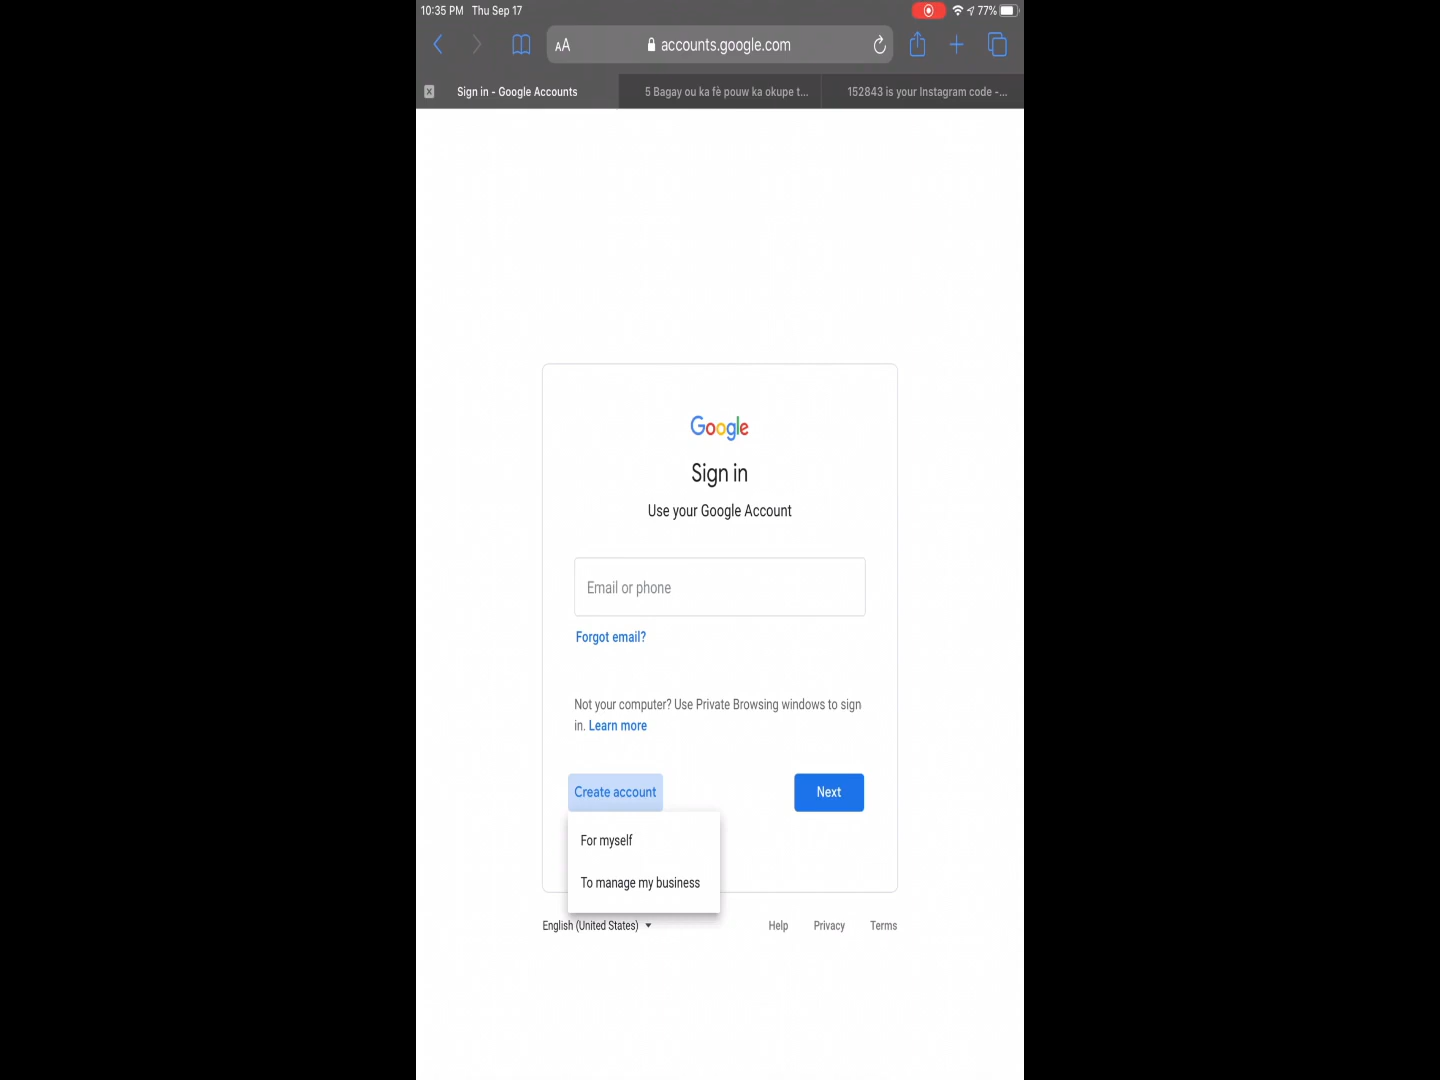 10:35 PM Thu Sep 17
77%
AA accounts.google.com
Sign in - Google Accounts
5 Bagay ou ka fè pouw ka okupe t...
152843 is your Instagram code -...
Google
Sign in
Use your Google Account
Email or phone
Forgot email?
Not your computer? Use Private Browsing windows to sign
in. Learn more
Create account
Next
For myself
To manage my business
English (United States)
Help Privacy Terms